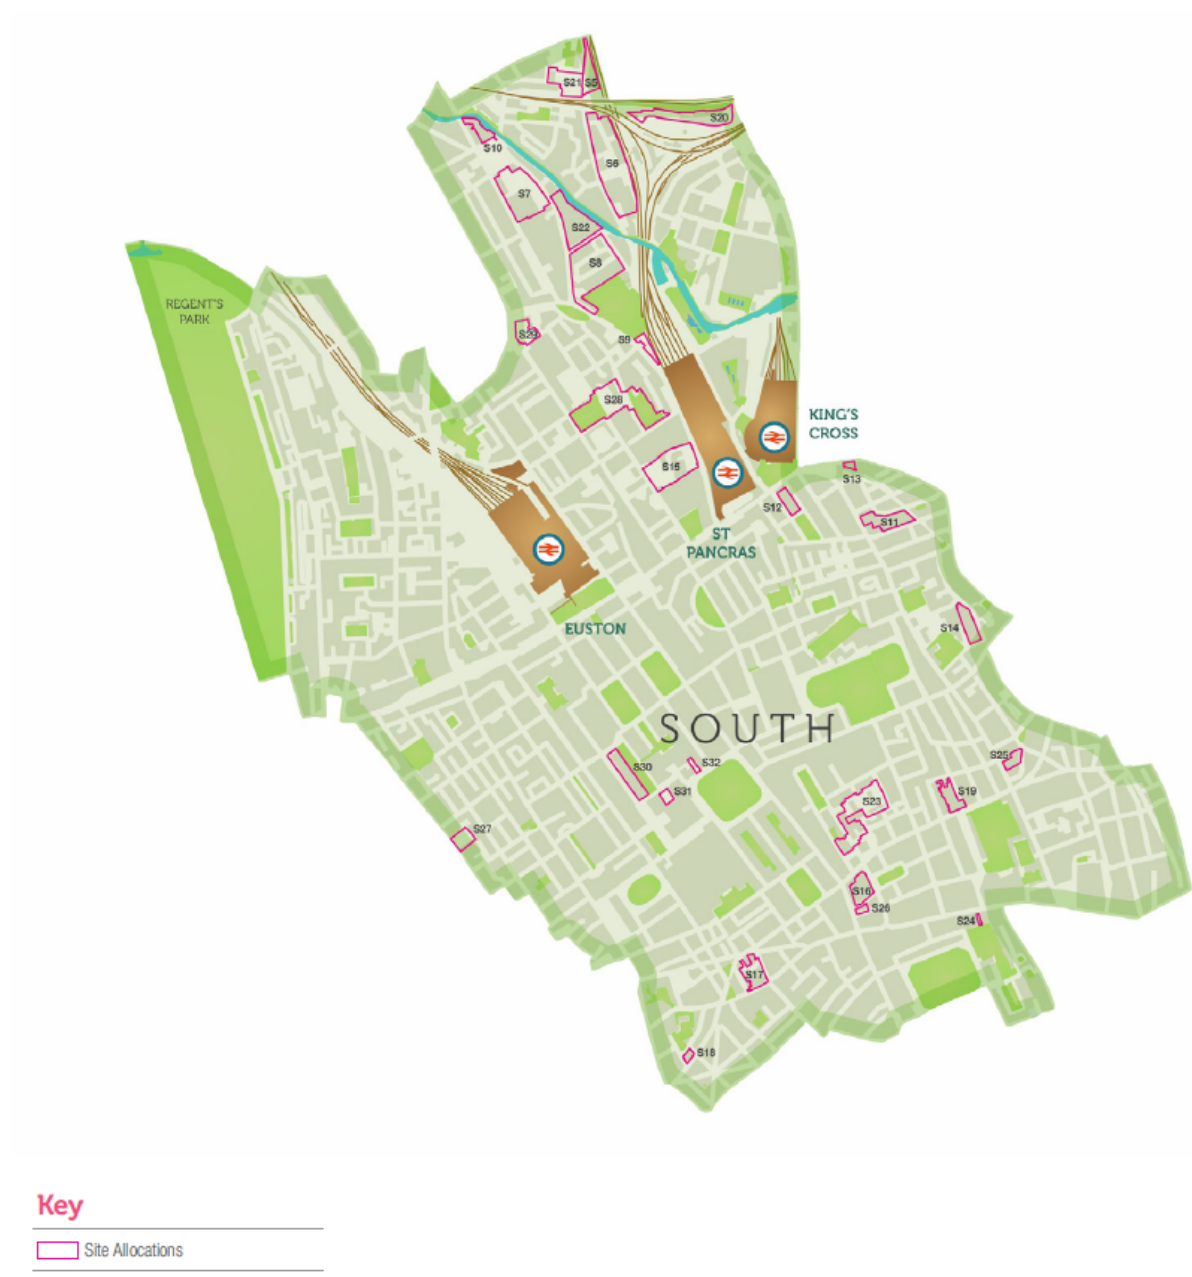 S21
S5
S20
S10
S6
S7
S22
S8
REGENT'S
PARK
S29
S9
S28
KING'S
CROSS
S15
S13
S12
S11
ST
PANCRAS
EUSTON
S14
SOUTH
S25
S30
S32
S31
S19
S23
S27
S16
S26
S24
S17
S18
Key
Site Allocations